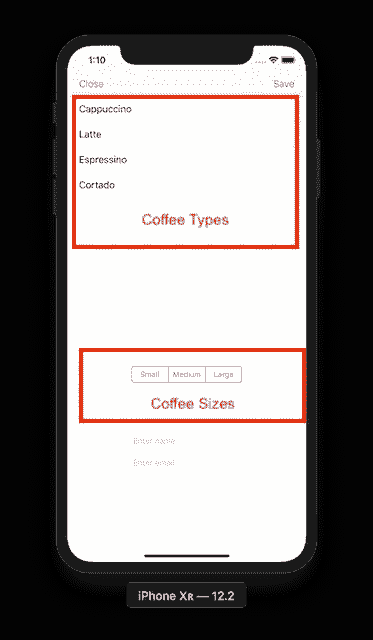 1:10
Close Save
Cappuccino
Latte
Espressino
Cortado
Coffee Types
Small Medium Large
Coffee Sizes
Enter name
Enter email
iPhone Xʀ — 12.2